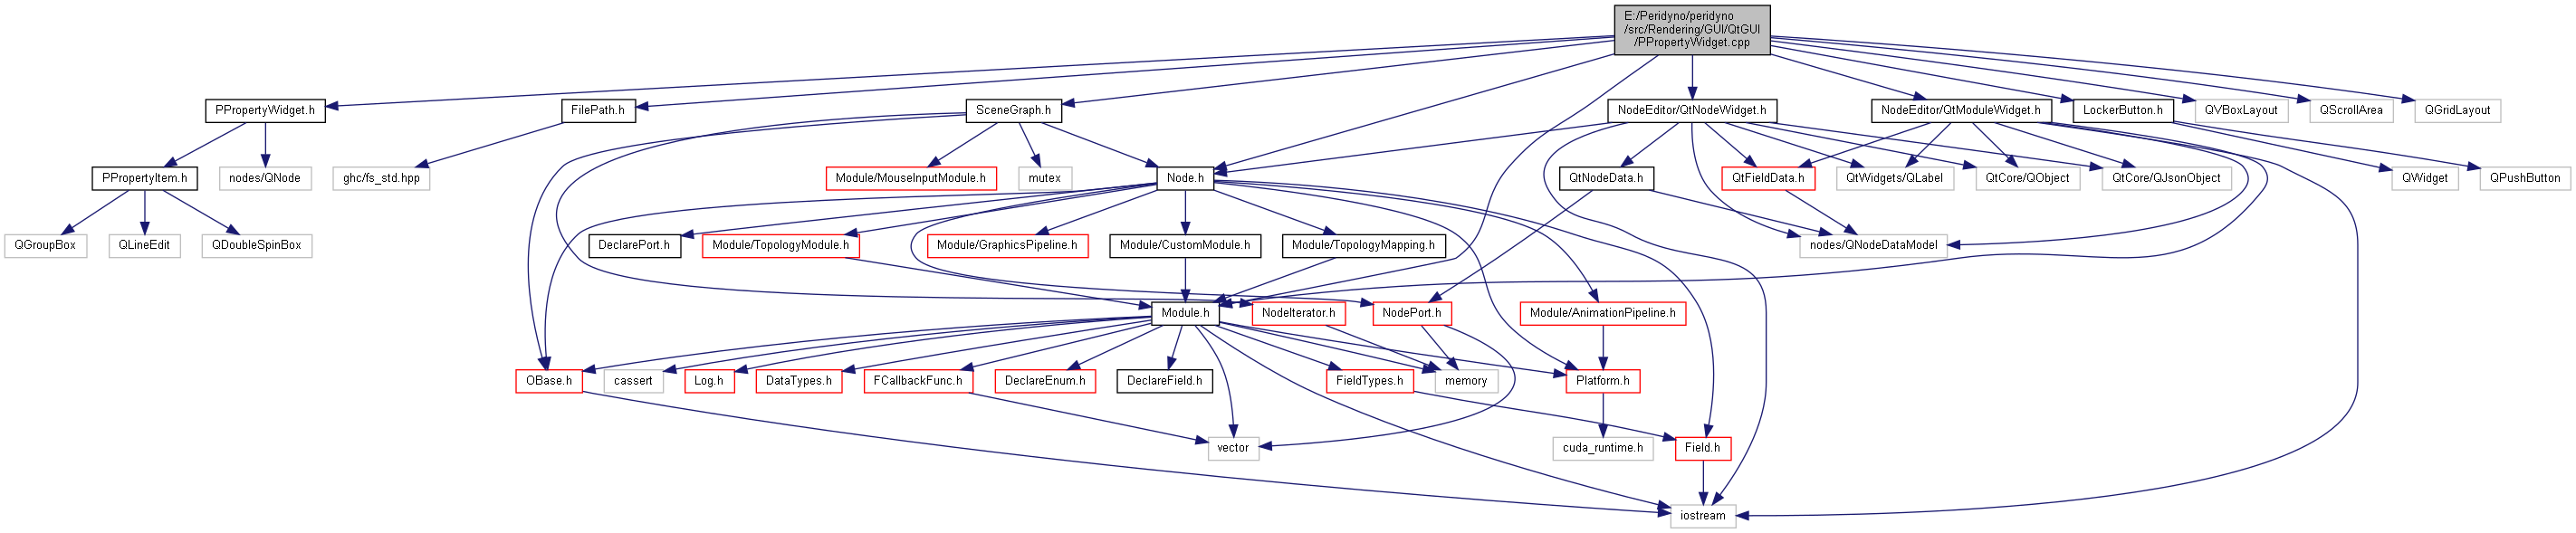 E:/Peridyno/peridyno
/src/Rendering/GUI/QtGUI
/PPropertyWidget.cpp
PPropertyWidget.h
FilePath.h
SceneGraph.h
NodeEditor/QtNodeWidget.h
NodeEditor/QtModuleWidget.h
LockerButton.h
QVBoxLayout
QScrollArea
QGridLayout
PPropertyItem.h
nodes/QNode
ghc/fs_std.hpp
Module/MouseInputModule.h
mutex
Node.h
QtNodeData.h
QtFieldData.h
QtWidgets/QLabel
QtCore/QObject
QtCore/QJsonObject
QWidget
QPushButton
QGroupBox
QLineEdit
QDoubleSpinBox
DeclarePort.h
Module/TopologyModule.h
Module/GraphicsPipeline.h
Module/CustomModule.h
Module/TopologyMapping.h
nodes/QNodeDataModel
Module.h
NodeIterator.h
NodePort.h
Module/AnimationPipeline.h
OBase.h
cassert
Log.h
DataTypes.h
FCallbackFunc.h
DeclareEnum.h
DeclareField.h
FieldTypes.h
memory
Platform.h
vector
cuda_runtime.h
Field.h
iostream